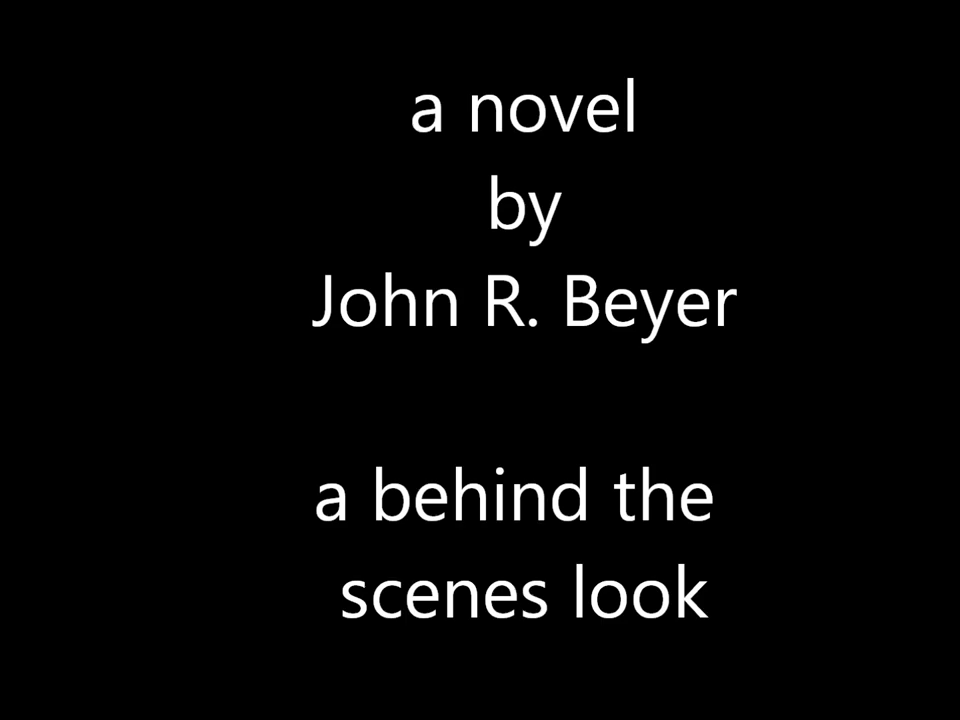 a novel
by
John R. Beyer
a behind the
scenes look